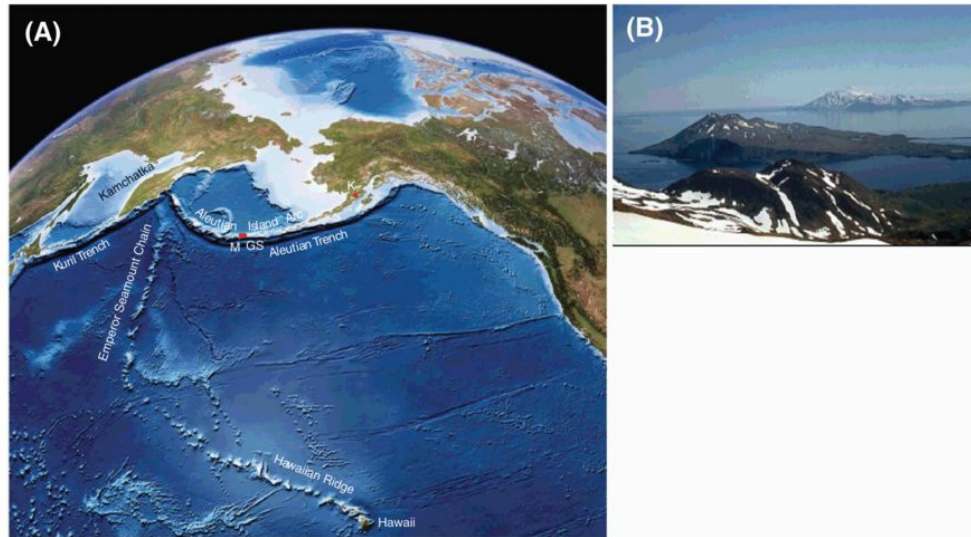 (A)
(B)
Kamchatka
K
Aleutian Island Arc
M GS
Aleutian Trench
Kuril Trench
Emperor Seamount Chain
Hawaiian Ridge
Hawaii